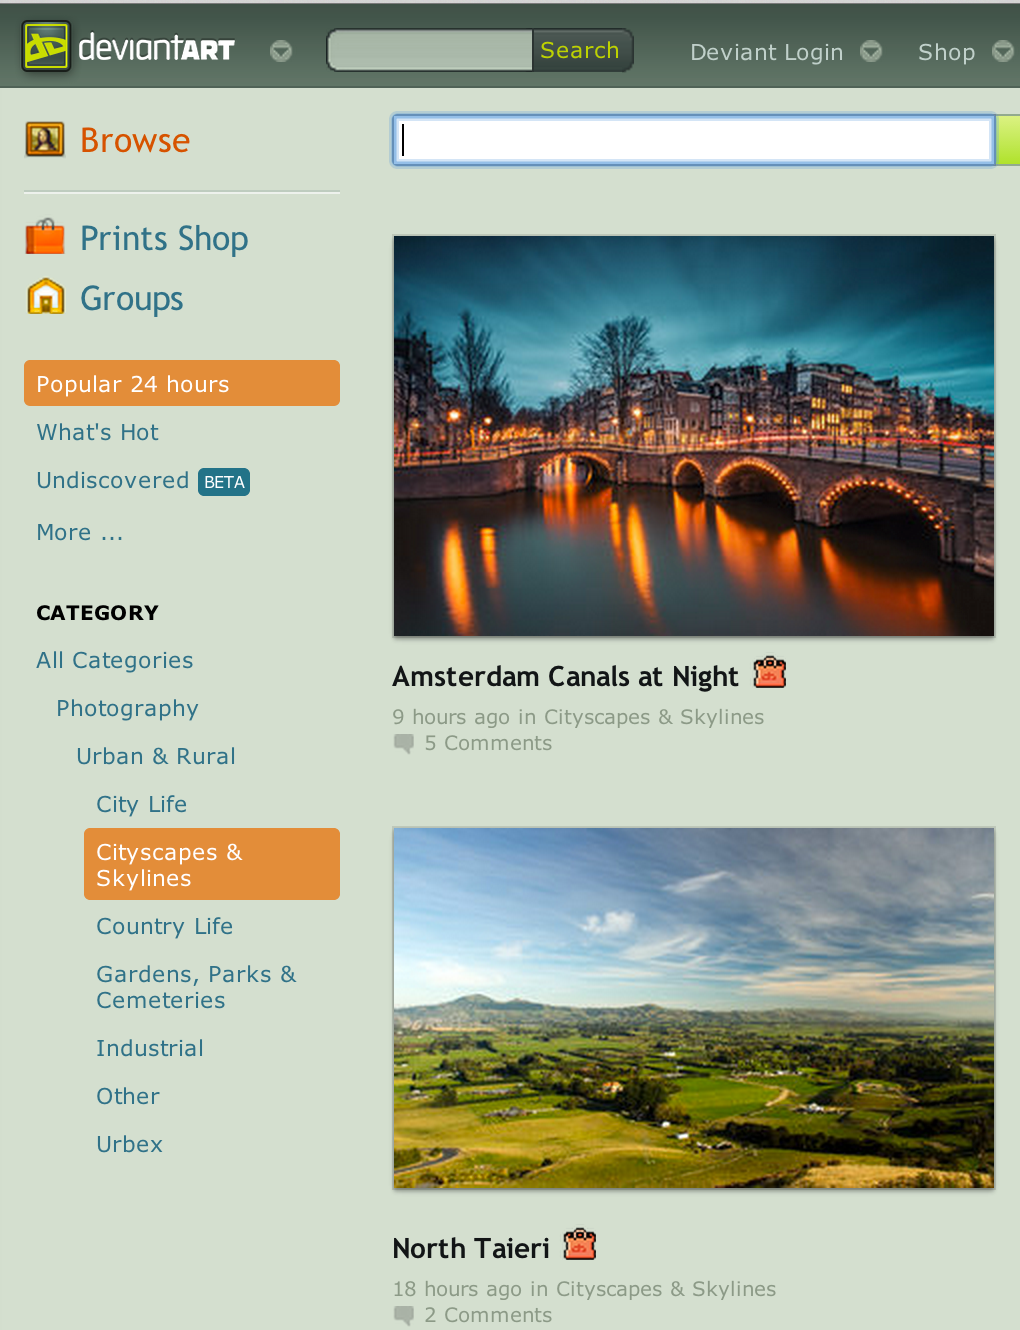 deviantART
Search
Deviant Login
Shop
Browse
Prints Shop
Groups
Popular 24 hours
What's Hot
Undiscovered BETA
More ...
CATEGORY
All Categories
Photography
Urban & Rural
City Life
Cityscapes &
Skylines
Country Life
Gardens, Parks &
Cemeteries
Industrial
Other
Urbex
Amsterdam Canals at Night
9 hours ago in Cityscapes & Skylines
5 Comments
North Taieri
18 hours ago in Cityscapes & Skylines
2 Comments